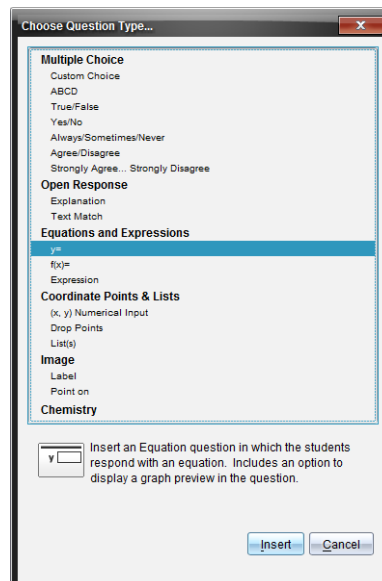 Choose Question Type...
Multiple Choice
Custom Choice
ABCD
True/False
Yes/No
Always/Sometimes/Never
Agree/Disagree
Strongly Agree... Strongly Disagree
Open Response
Explanation
Text Match
Equations and Expressions
y=
f(x)=
Expression
Coordinate Points & Lists
(x, y) Numerical Input
Drop Points
List(s)
Image
Label
Point on
Chemistry
y
Insert an Equation question in which the students
respond with an equation. Includes an option to
display a graph preview in the question.
Insert Cancel